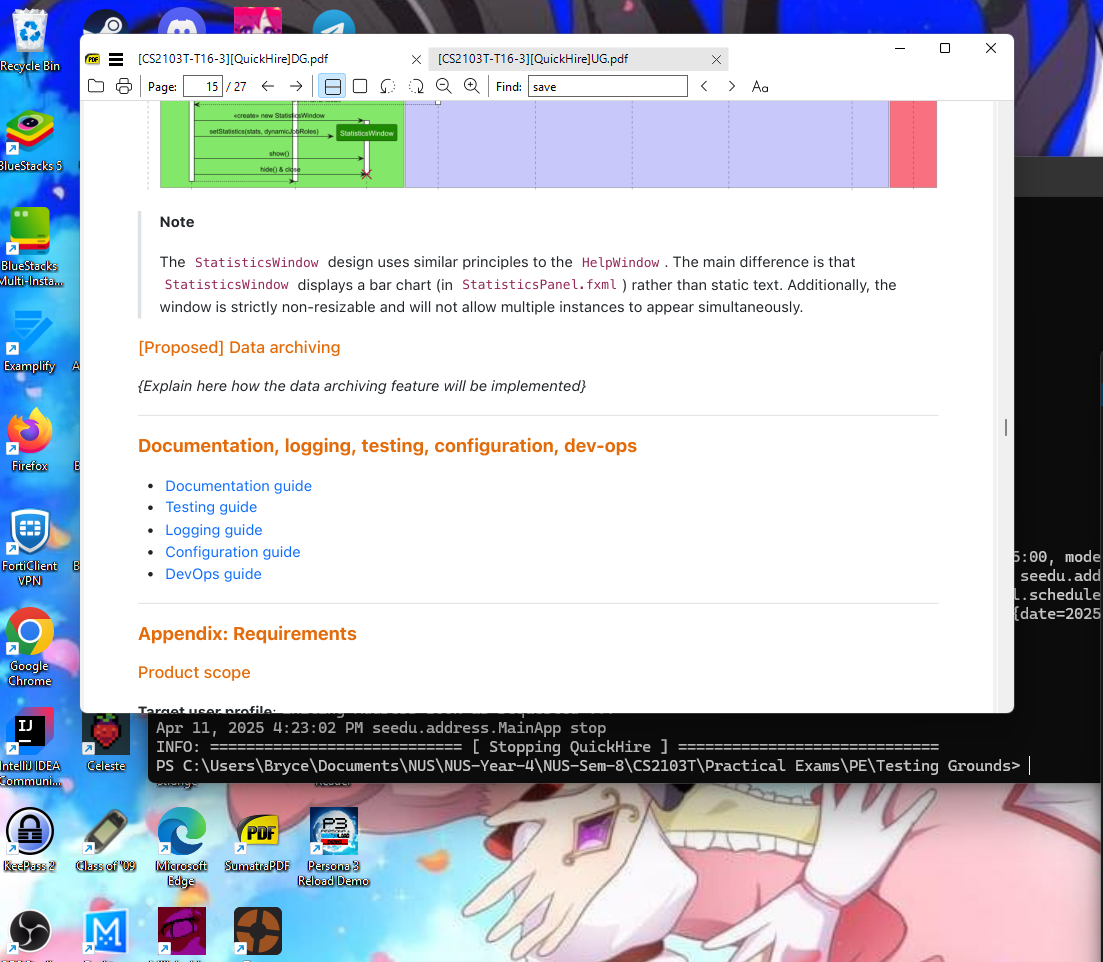 Recycle Bin
[CS2103T-T16-3][QuickHire]DG.pdf
[CS2103T-T16-3][QuickHire]UG.pdf
Page: 15 / 27
Find: save
Aa
«create» new StatisticsWindow
setStatistics(stats, dynamicJobRoles)
StatisticsWindow
show()
hide() & close
Note
The StatisticsWindow design uses similar principles to the HelpWindow . The main difference is that
StatisticsWindow displays a bar chart (in StatisticsPanel.fxml ) rather than static text. Additionally, the
window is strictly non-resizable and will not allow multiple instances to appear simultaneously.
[Proposed] Data archiving
{Explain here how the data archiving feature will be implemented}
Documentation, logging, testing, configuration, dev-ops
Documentation guide
Testing guide
Logging guide
Configuration guide
DevOps guide
Appendix: Requirements
Product scope
Target user profile:
5:00, mode
seedu.add
l.schedule
{date=2025
Apr 11, 2025 4:23:02 PM seedu.address.MainApp stop
INFO: ============================ [ Stopping QuickHire ] =============================
PS C:\Users\Bryce\Documents\NUS\NUS-Year-4\NUS-Sem-8\CS2103T\Practical Exams\PE\Testing Grounds>
BlueStacks 5
BlueStacks
Multi-Insta...
Examplify
Firefox
FortiClient
VPN
Google
Chrome
IntelliJ IDEA
Communi...
Celeste
KeePass 2
Class of '09
Microsoft
Edge
SumatraPDF
Persona 3
Reload Demo